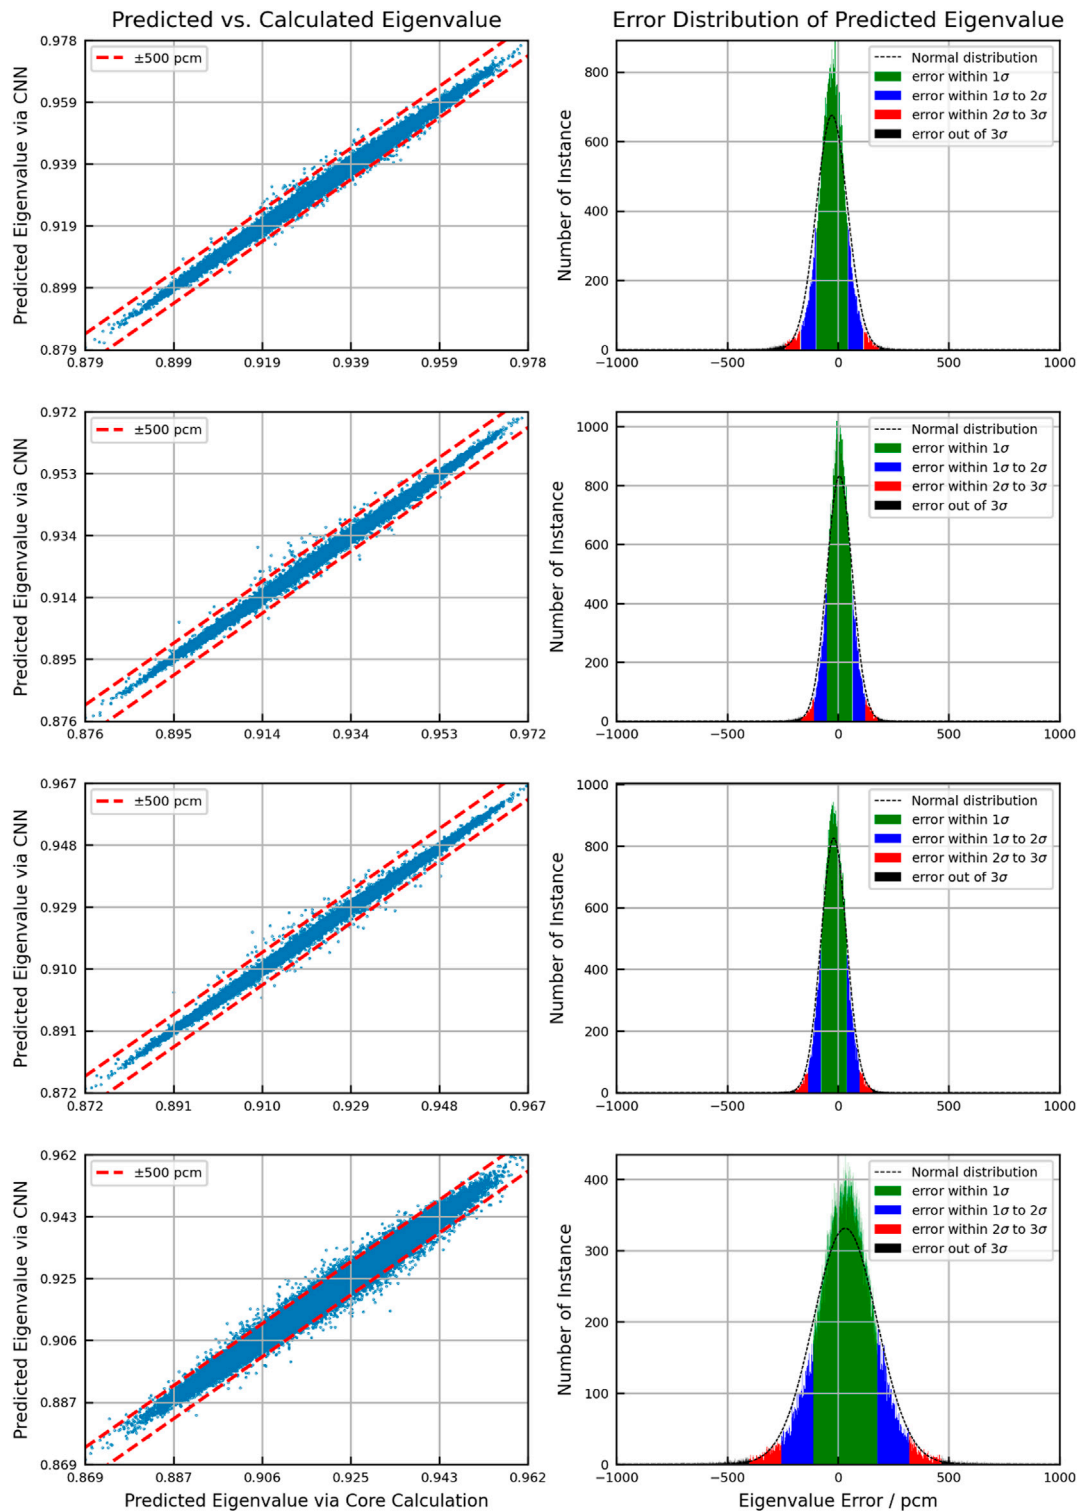 Predicted vs. Calculated Eigenvalue
Predicted Eigenvalue via CNN
0.978
0.959
0.939
0.919
0.899
0.879
±500 pcm
0.879 0.899 0.919 0.939 0.959 0.978
Error Distribution of Predicted Eigenvalue
Number of Instance
800
600
400
200
0
Normal distribution
error within 1σ
error within 1σ to 2σ
error within 2σ to 3σ
error out of 3σ
−1000 −500 0 500 1000
Predicted Eigenvalue via CNN
0.972
0.953
0.934
0.914
0.895
0.876
±500 pcm
0.876 0.895 0.914 0.934 0.953 0.972
Number of Instance
1000
800
600
400
200
0
Normal distribution
error within 1σ
error within 1σ to 2σ
error within 2σ to 3σ
error out of 3σ
−1000 −500 0 500 1000
Predicted Eigenvalue via CNN
0.967
0.948
0.929
0.910
0.891
0.872
±500 pcm
0.872 0.891 0.910 0.929 0.948 0.967
Number of Instance
1000
800
600
400
200
0
Normal distribution
error within 1σ
error within 1σ to 2σ
error within 2σ to 3σ
error out of 3σ
−1000 −500 0 500 1000
Predicted Eigenvalue via CNN
0.962
0.943
0.925
0.906
0.887
0.869
±500 pcm
0.869 0.887 0.906 0.925 0.943 0.962
Predicted Eigenvalue via Core Calculation
Number of Instance
400
300
200
100
0
Normal distribution
error within 1σ
error within 1σ to 2σ
error within 2σ to 3σ
error out of 3σ
−1000 −500 0 500 1000
Eigenvalue Error / pcm